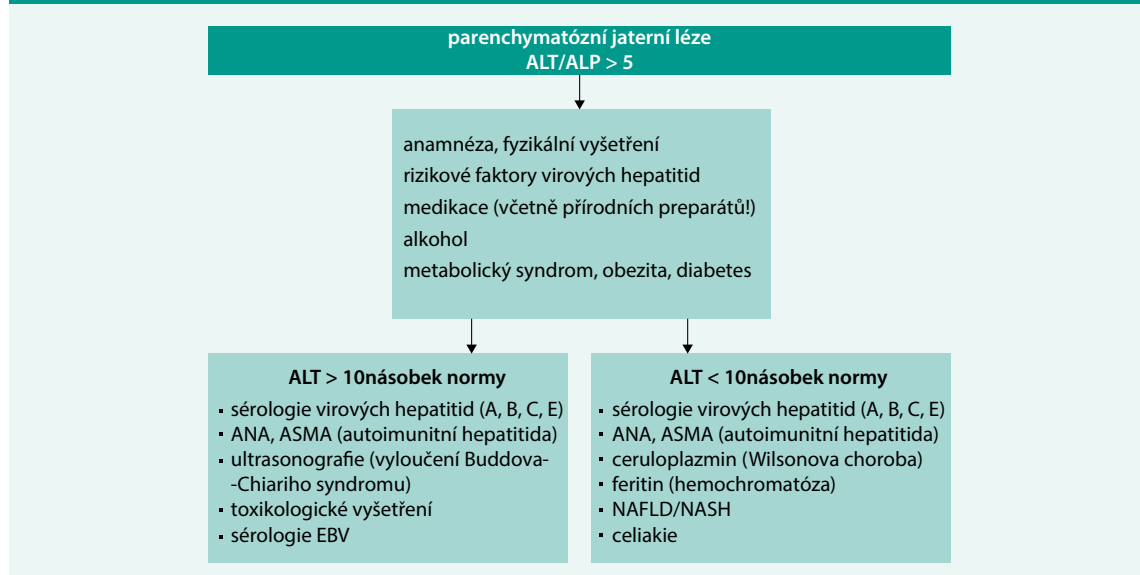 parenchymatózní jaterní léze
ALT/ALP > 5
anamnéza, fyzikální vyšetření
rizikové faktory virových hepatitid
medikace (včetně přírodních preparátů!)
alkohol
metabolický syndrom, obezita, diabetes
ALT > 10násobek normy
▪ sérologie virových hepatitid (A, B, C, E)
▪ ANA, ASMA (autoimunitní hepatitida)
▪ ultrasonografie (vyloučení Buddova-
-Chiariho syndromu)
▪ toxikologické vyšetření
▪ sérologie EBV
ALT < 10násobek normy
▪ sérologie virových hepatitid (A, B, C, E)
▪ ANA, ASMA (autoimunitní hepatitida)
▪ ceruloplazmin (Wilsonova choroba)
▪ feritin (hemochromatóza)
▪ NAFLD/NASH
▪ celiakie